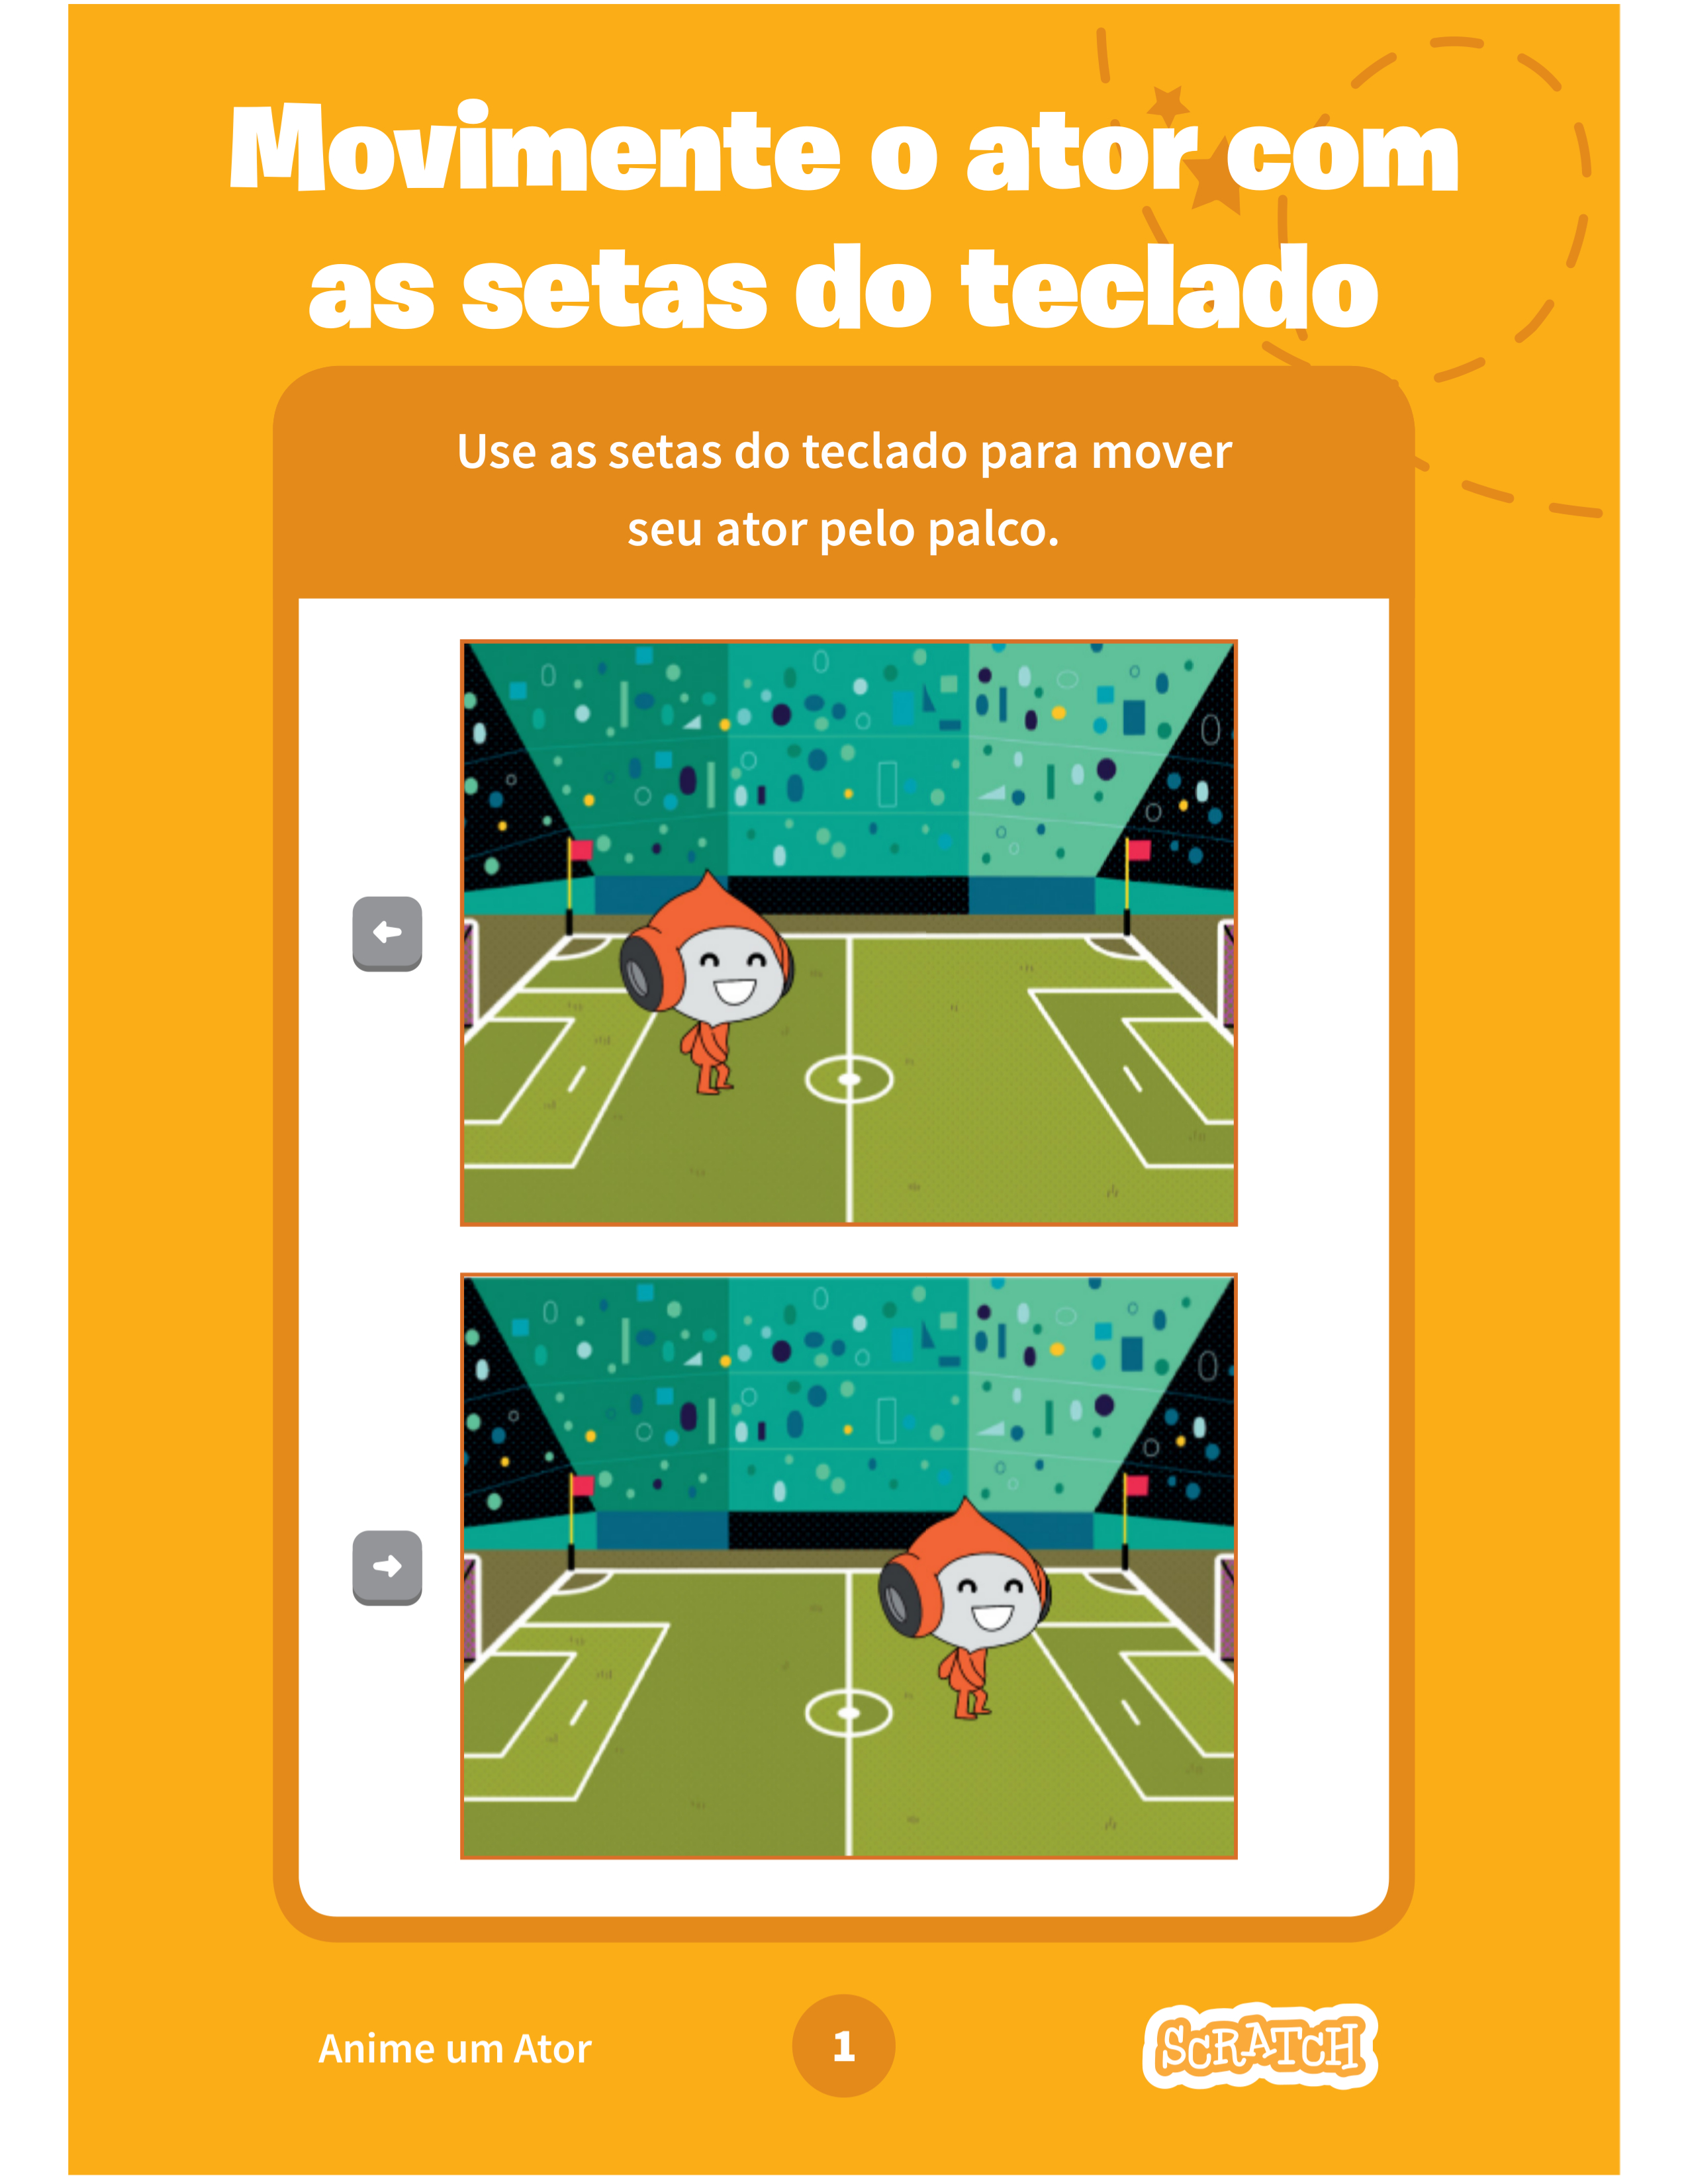 Movimente o ator com
as setas do teclado
Use as setas do teclado para mover
seu ator pelo palco.
Anime um Ator
1
SCRATCH